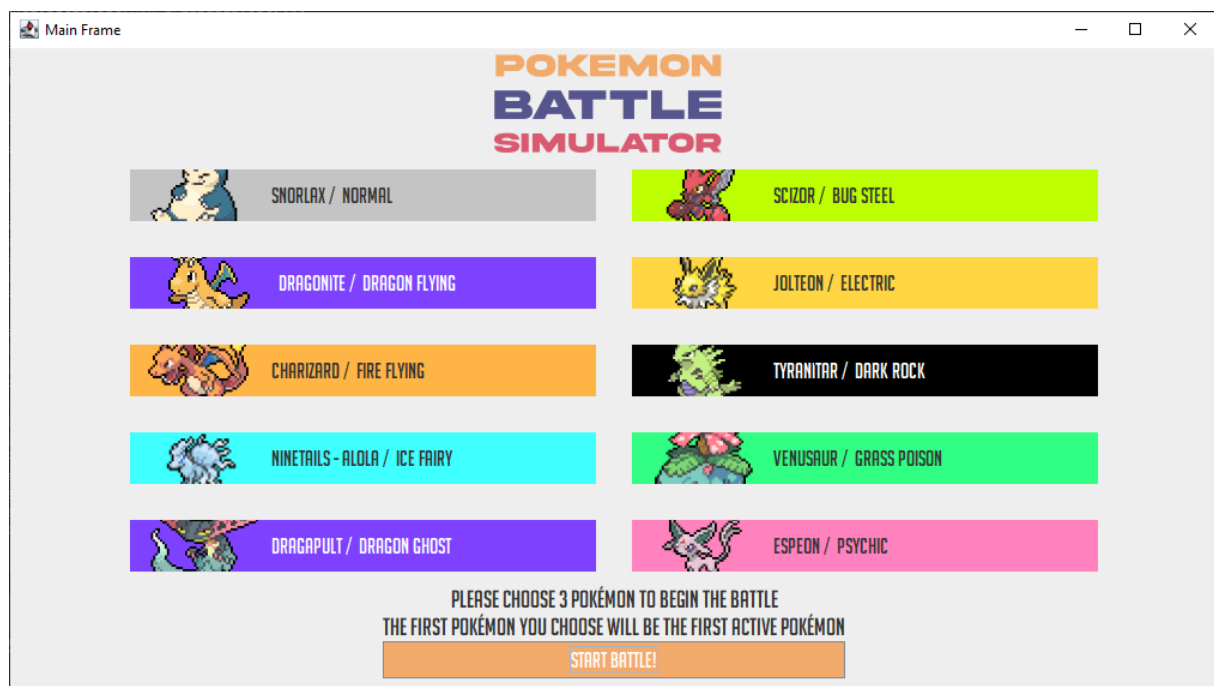 Main Frame
POKEMON
BATTLE
SIMULATOR
SNORLAX / NORMAL
SCIZOR / BUG STEEL
DRAGONITE / DRAGON FLYING
JOLTEON / ELECTRIC
CHARIZARD / FIRE FLYING
TYRANITAR / DARK ROCK
NINETAILS - ALOLA / ICE FAIRY
VENUSAUR / GRASS POISON
DRAGAPULT / DRAGON GHOST
ESPEON / PSYCHIC
PLEASE CHOOSE 3 POKÉMON TO BEGIN THE BATTLE
THE FIRST POKÉMON YOU CHOOSE WILL BE THE FIRST ACTIVE POKÉMON
START BATTLE!